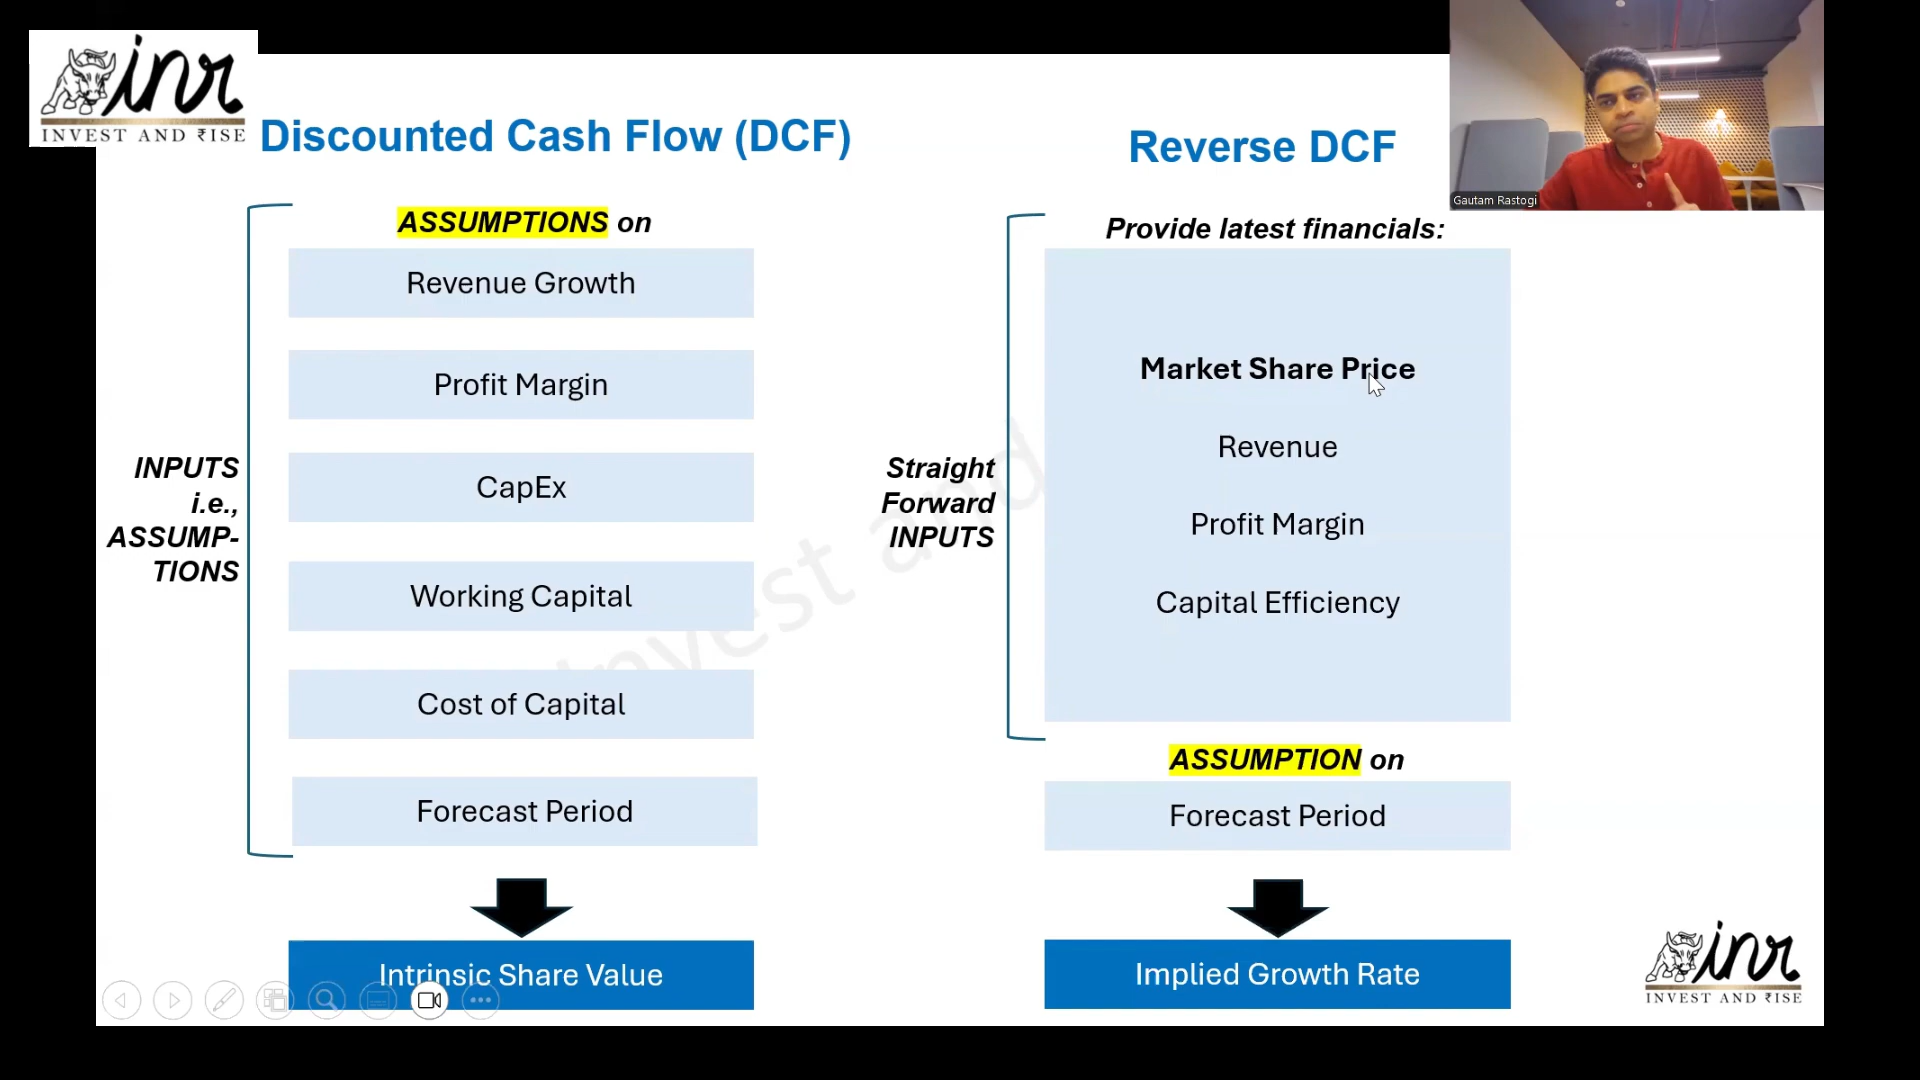 inr
INVEST AND ₹ISE
Discounted Cash Flow (DCF)
ASSUMPTIONS on
INPUTS
i.e.,
ASSUMP-
TIONS
Revenue Growth
Profit Margin
CapEx
Working Capital
Cost of Capital
Forecast Period
Intrinsic Share Value
Reverse DCF
Provide latest financials:
Straight
Forward
INPUTS
Market Share Price
Revenue
Profit Margin
Capital Efficiency
ASSUMPTION on
Forecast Period
Implied Growth Rate
Gautam Rastogi
Invest and
inr
INVEST AND ₹ISE